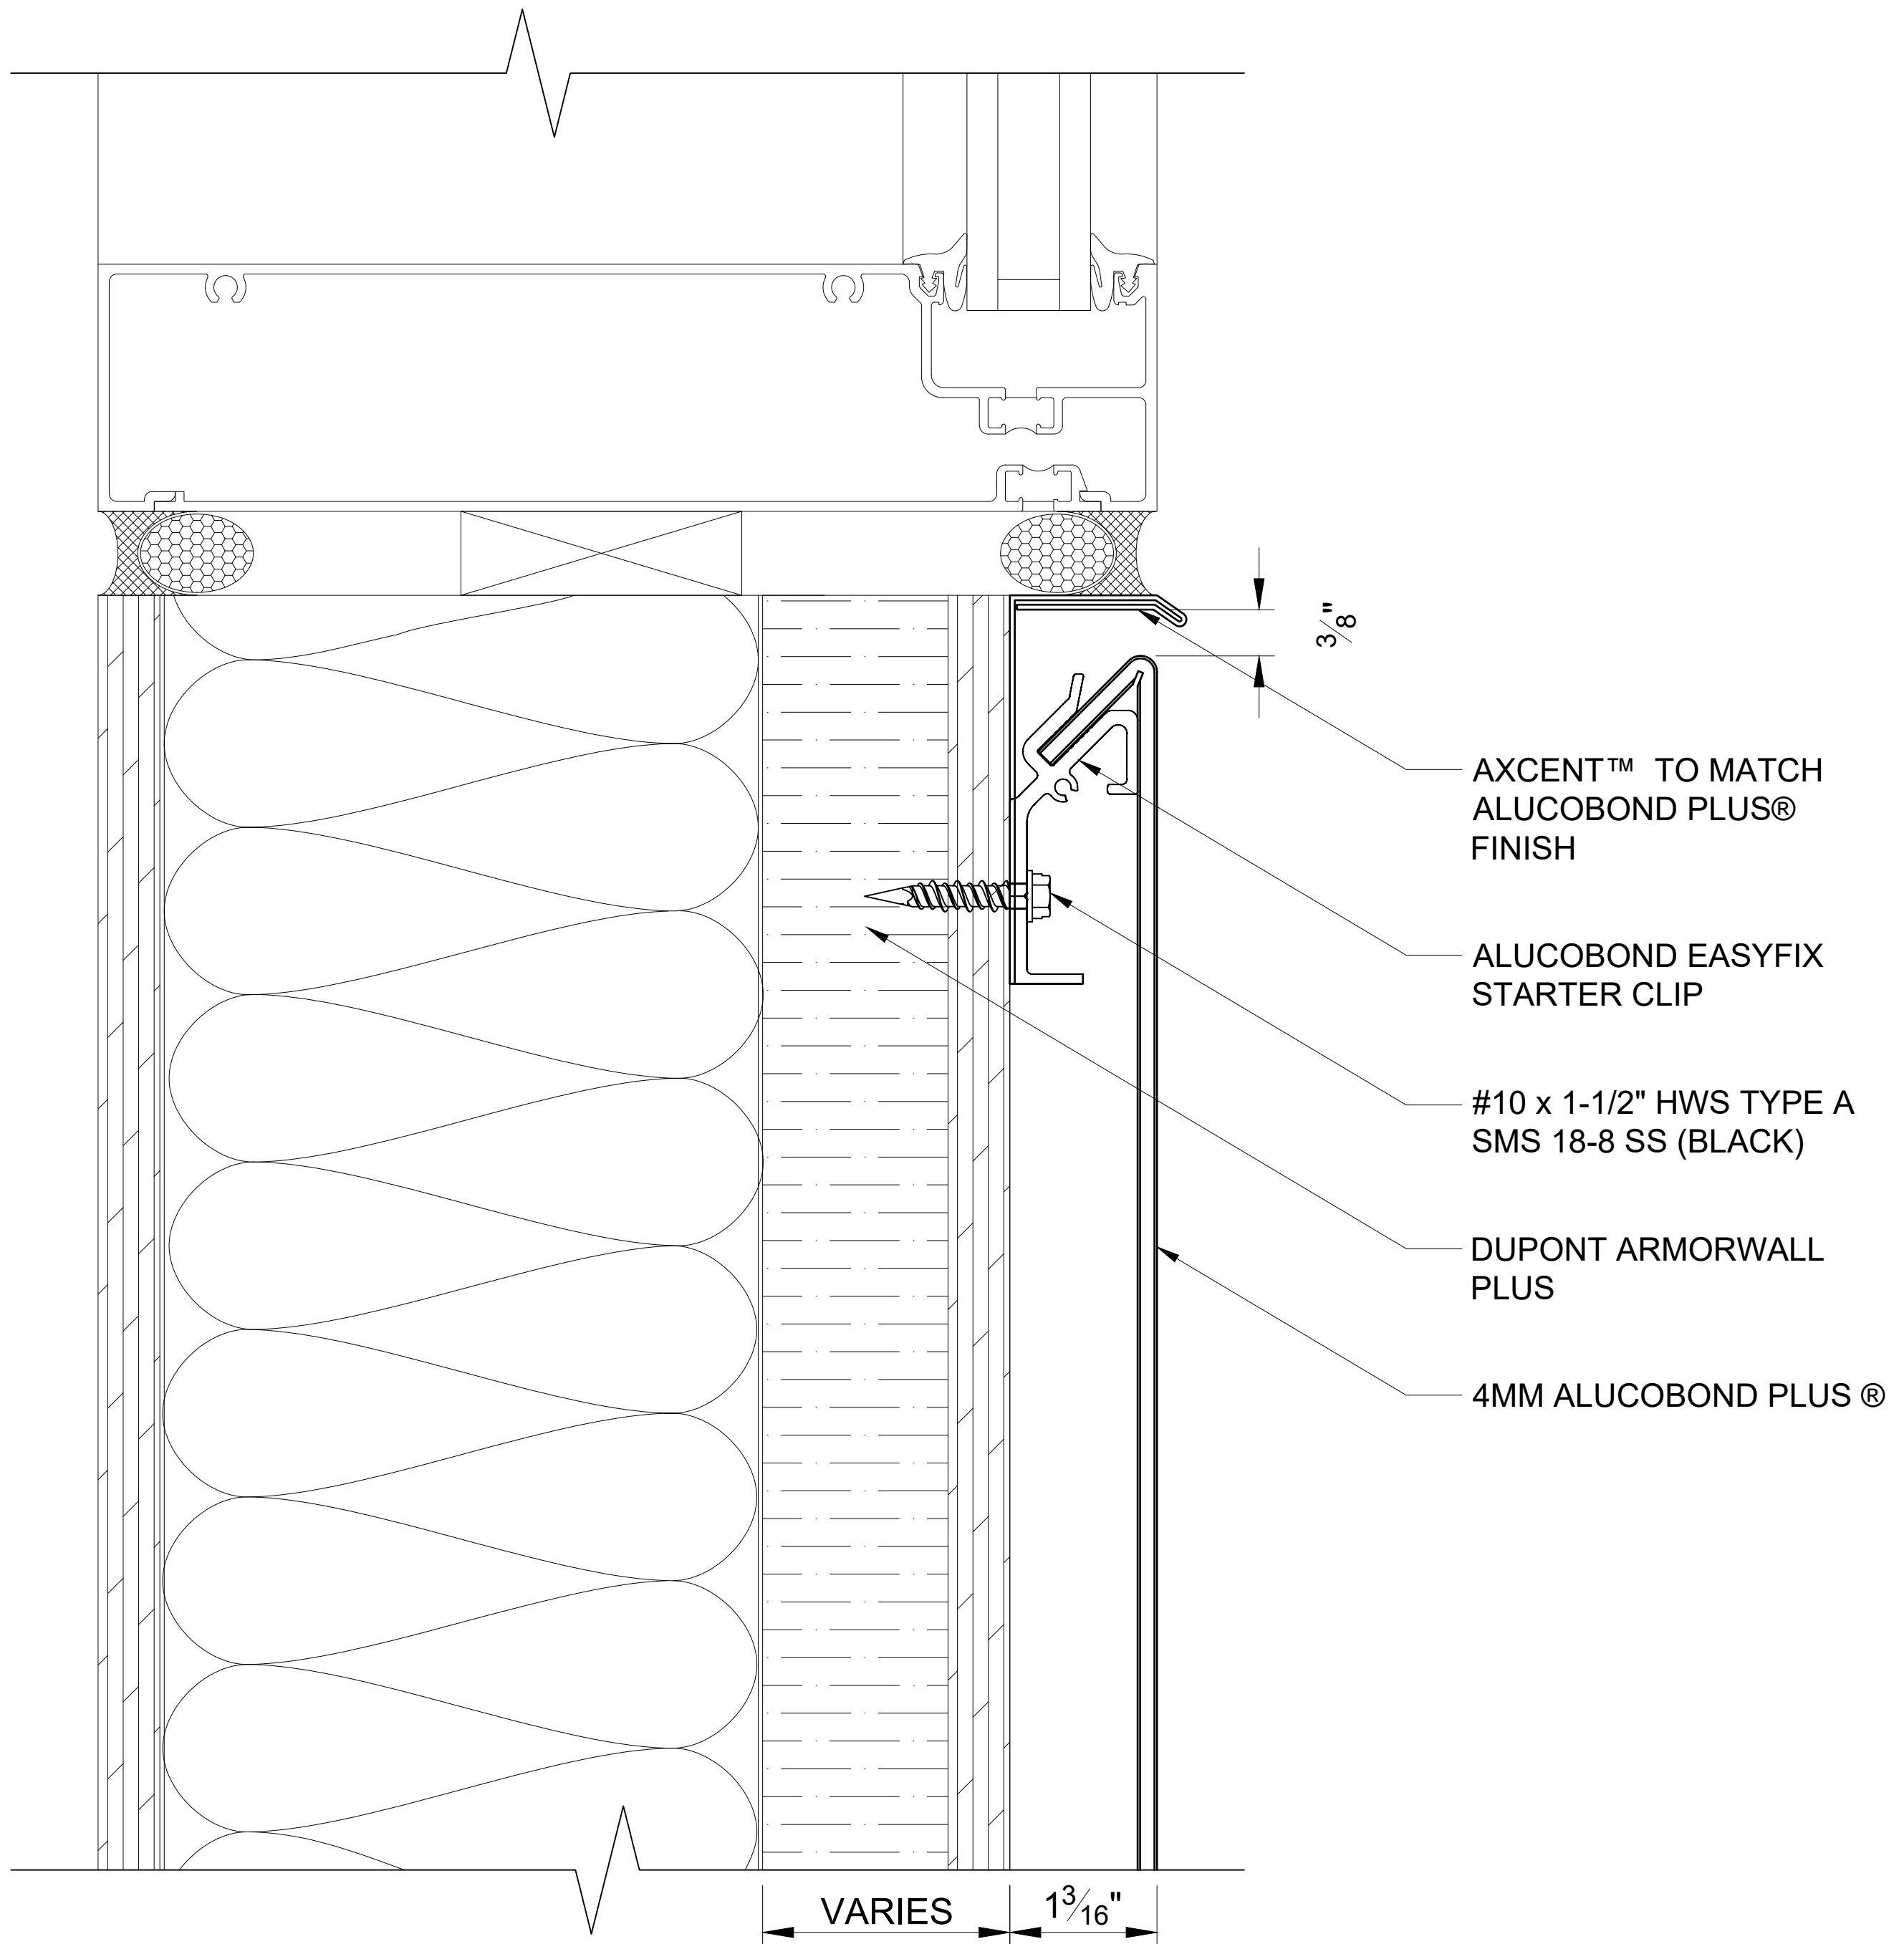 3/8"
AXCENT™ TO MATCH
ALUCOBOND PLUS®
FINISH
ALUCOBOND EASYFIX
STARTER CLIP
#10 x 1-1/2" HWS TYPE A
SMS 18-8 SS (BLACK)
DUPONT ARMORWALL
PLUS
4MM ALUCOBOND PLUS ®
VARIES
1 3/16"